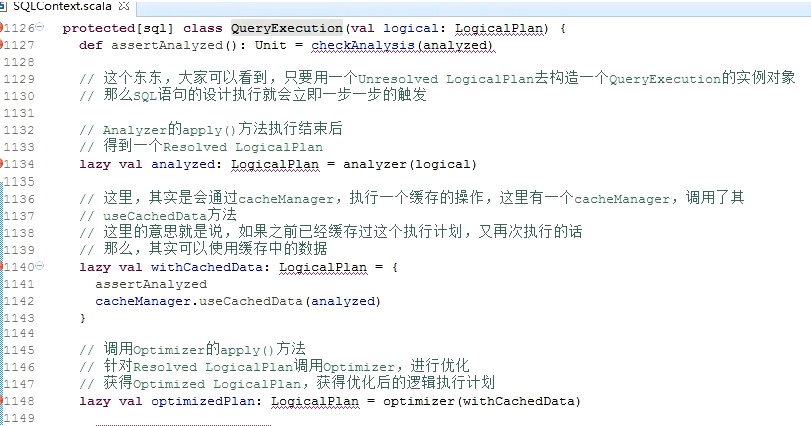 SQLContext.scala
1126 protected[sql] class QueryExecution(val logical: LogicalPlan) {
1127 def assertAnalyzed(): Unit = checkAnalysis(analyzed)
1128
1129 // 这个东东，大家可以看到，只要用一个Unresolved LogicalPlan去构造一个QueryExecution的实例对象
1130 // 那么SQL语句的设计执行就会立即一步一步的触发
1131
1132 // Analyzer的apply()方法执行结束后
1133 // 得到一个Resolved LogicalPlan
1134 lazy val analyzed: LogicalPlan = analyzer(logical)
1135
1136 // 这里，其实是会通过cacheManager，执行一个缓存的操作，这里有一个cacheManager，调用了其
1137 // useCachedData方法
1138 // 这里的意思就是说，如果之前已经缓存过这个执行计划，又再次执行的话
1139 // 那么，其实可以使用缓存中的数据
1140 lazy val withCachedData: LogicalPlan = {
1141 assertAnalyzed
1142 cacheManager.useCachedData(analyzed)
1143 }
1144
1145 // 调用Optimizer的apply()方法
1146 // 针对Resolved LogicalPlan调用Optimizer，进行优化
1147 // 获得Optimized LogicalPlan，获得优化后的逻辑执行计划
1148 lazy val optimizedPlan: LogicalPlan = optimizer(withCachedData)
1149